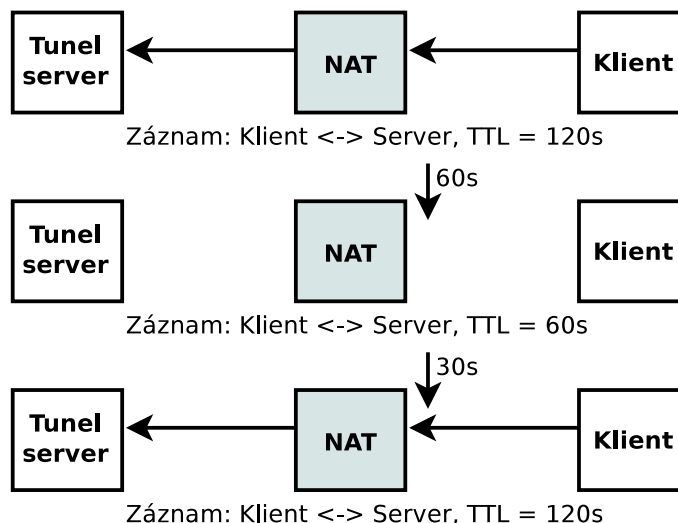 Tunel
server
NAT
Klient
Záznam: Klient <-> Server, TTL = 120s
60s
Tunel
server
NAT
Klient
Záznam: Klient <-> Server, TTL = 60s
30s
Tunel
server
NAT
Klient
Záznam: Klient <-> Server, TTL = 120s